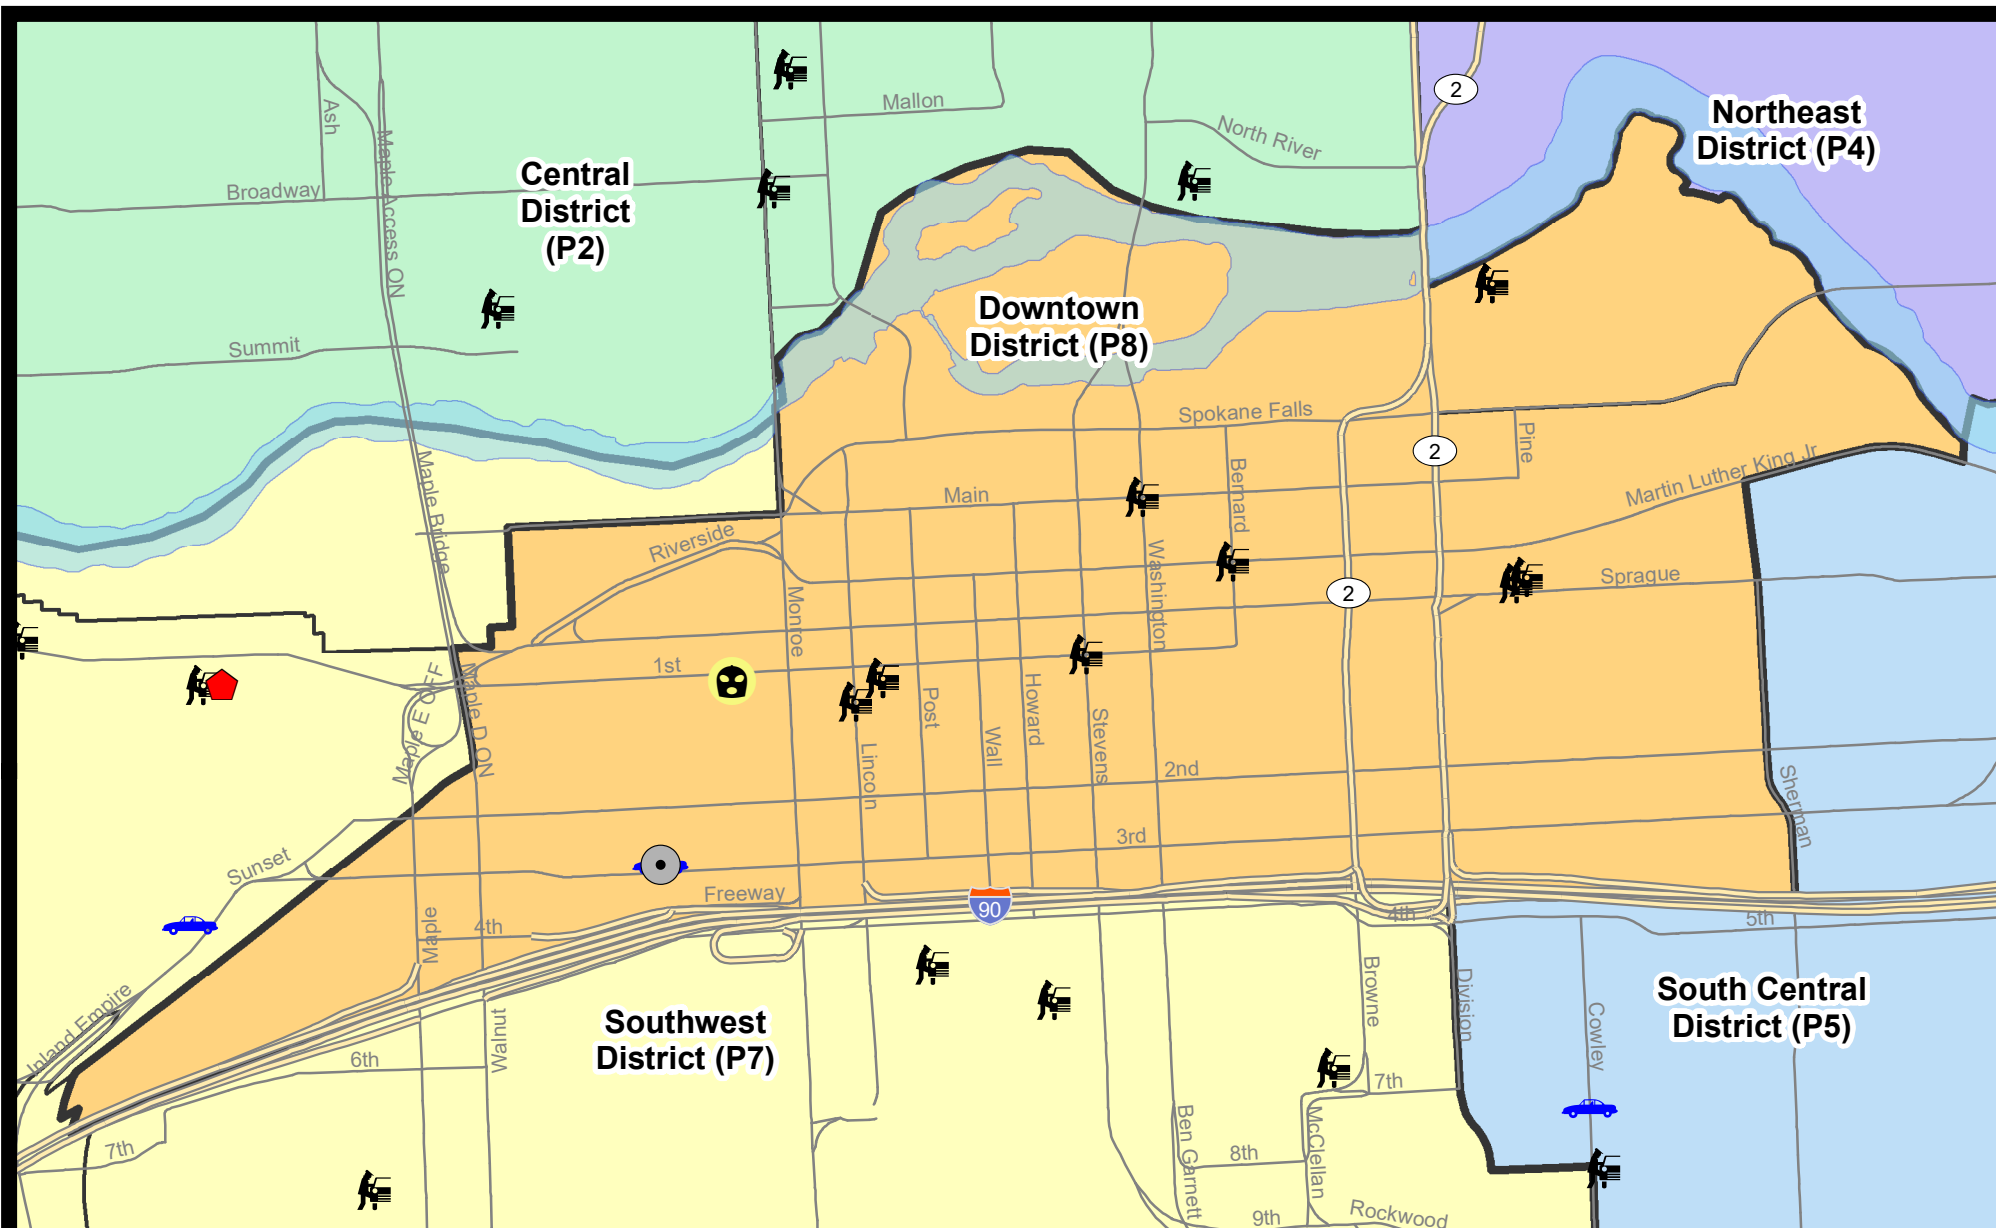 2
Northeast
District (P4)
Mallon
Ash
North River
Maple Access ON
Central
District
(P2)
Broadway
Downtown
District (P8)
Summit
Spokane Falls
Pine
2
Maple Bridge
Bernard
Martin Luther King Jr
Main
Riverside
Washington
Sprague
Monroe
2
1st
Maple E OFF
Maple D ON
Post
Howard
Stevens
Wall
Lincoln
2nd
Sherman
3rd
Sunset
Freeway
90
4th
4th
5th
Maple
Browne
Division
South Central
District (P5)
Inland Empire
Southwest
District (P7)
Walnut
Cowley
6th
7th
Ben Garnett
McClellan
7th
8th
9th
Rockwood